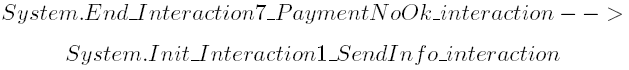 System.End_Interaction7_PaymentNoOk_interaction −− >
System.Init_Interaction1_SendInfo_interaction